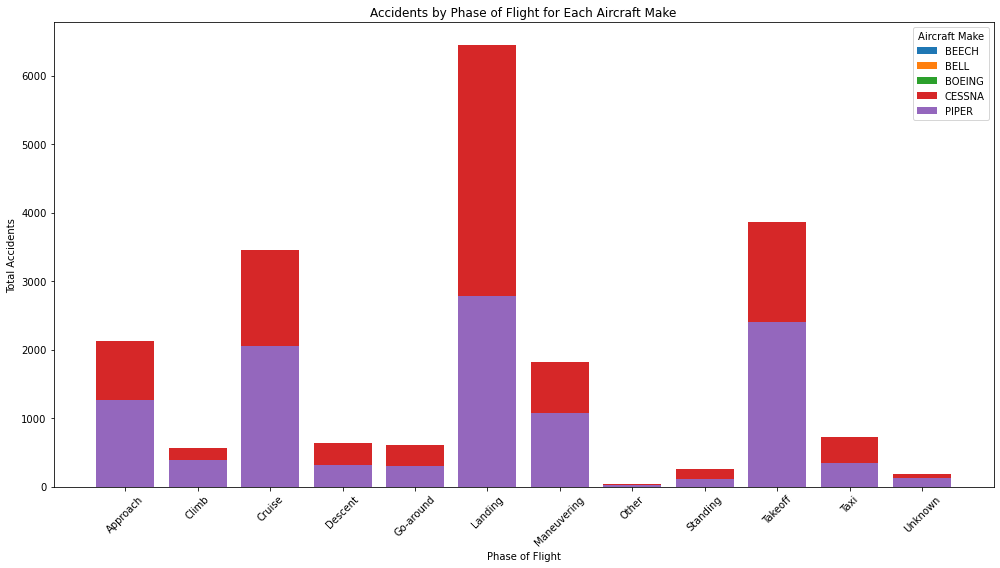 Accidents by Phase of Flight for Each Aircraft Make
Aircraft Make
BEECH
BELL
BOEING
CESSNA
PIPER
Total Accidents
6000
5000
4000
3000
2000
1000
0
Approach
Climb
Cruise
Descent
Go-around
Landing
Maneuvering
Other
Standing
Takeoff
Taxi
Unknown
Phase of Flight